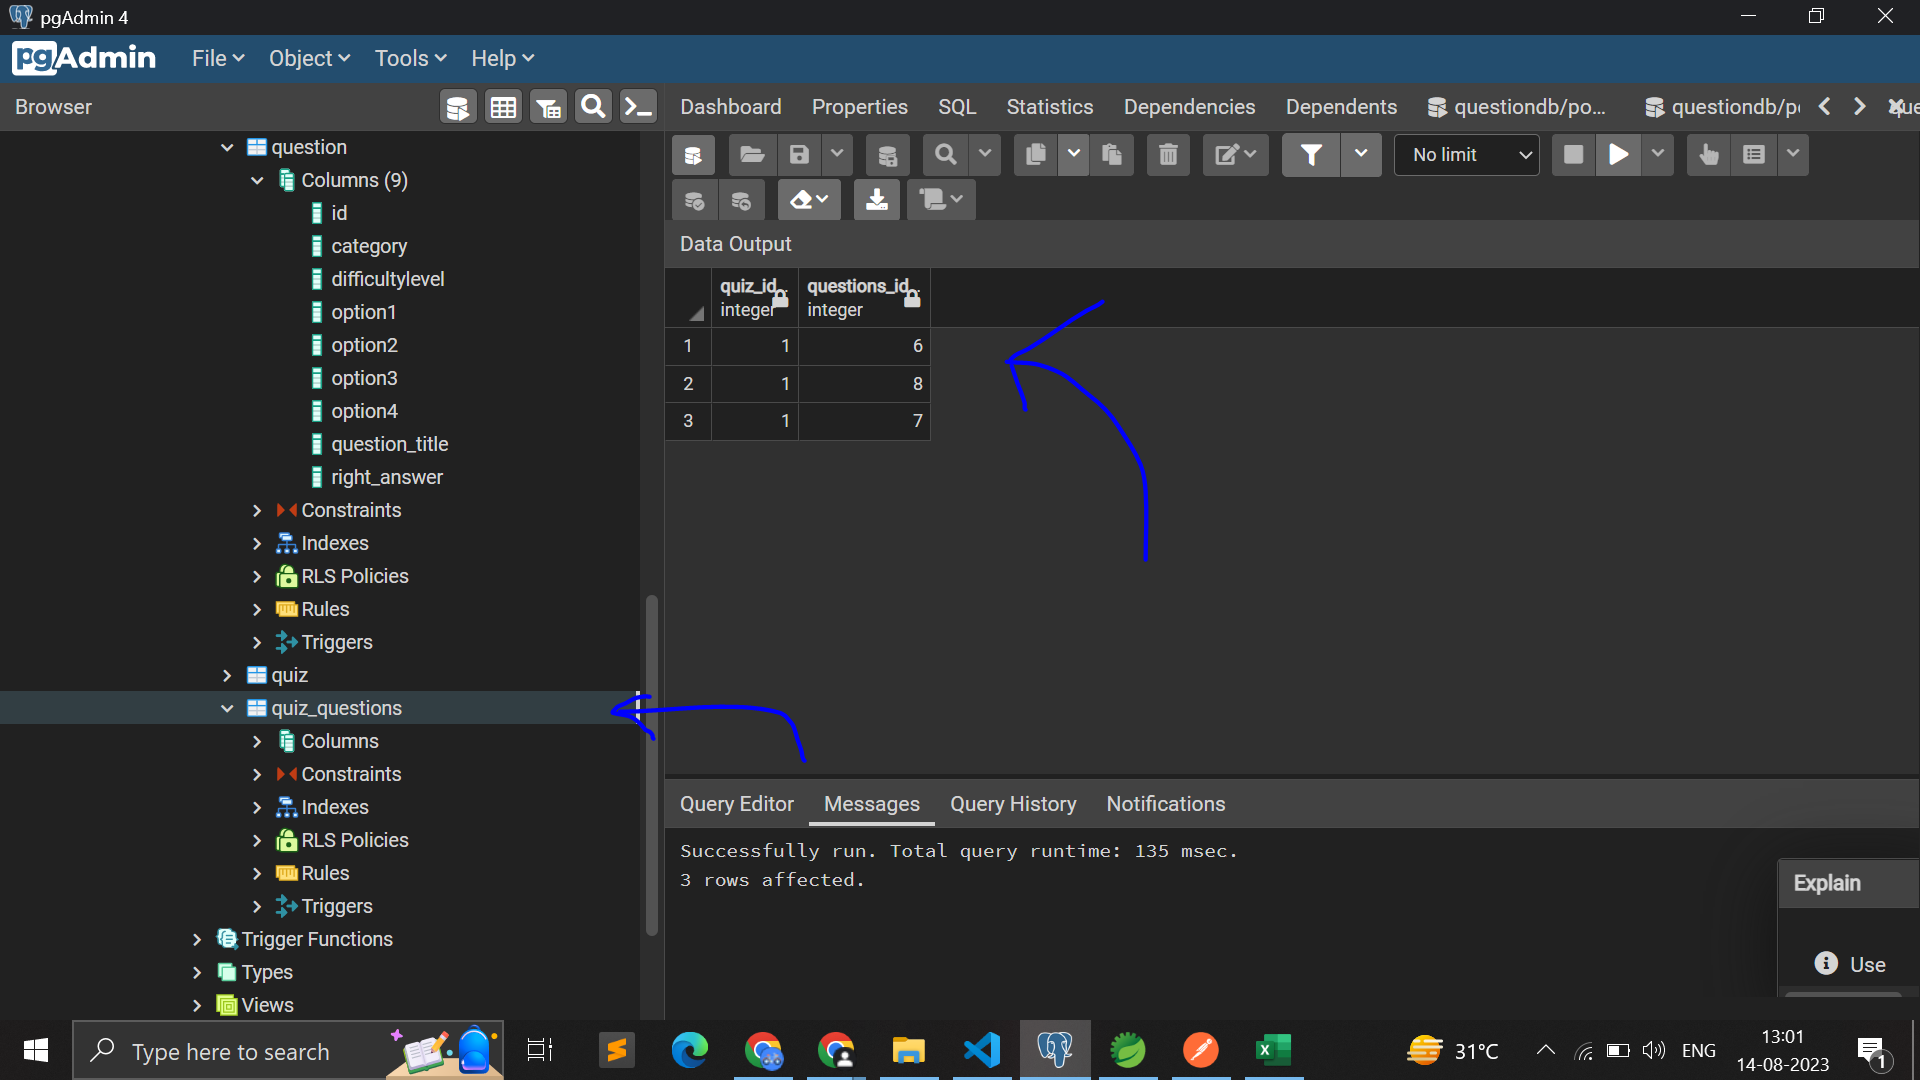 pgAdmin 4
pgAdmin File Object Tools Help
Browser
Dashboard Properties SQL Statistics Dependencies Dependents questiondb/po... questiondb/p
question
Columns (9)
id
category
difficultylevel
option1
option2
option3
option4
question_title
right_answer
Constraints
Indexes
RLS Policies
Rules
Triggers
quiz
quiz_questions
Columns
Constraints
Indexes
RLS Policies
Rules
Triggers
Trigger Functions
Types
Views
No limit
Data Output
quiz_id questions_id
integer integer
1 1 6
2 1 8
3 1 7
Query Editor Messages Query History Notifications
Successfully run. Total query runtime: 135 msec.
3 rows affected.
Explain
Use
Type here to search
31°C ENG 13:01
14-08-2023
1